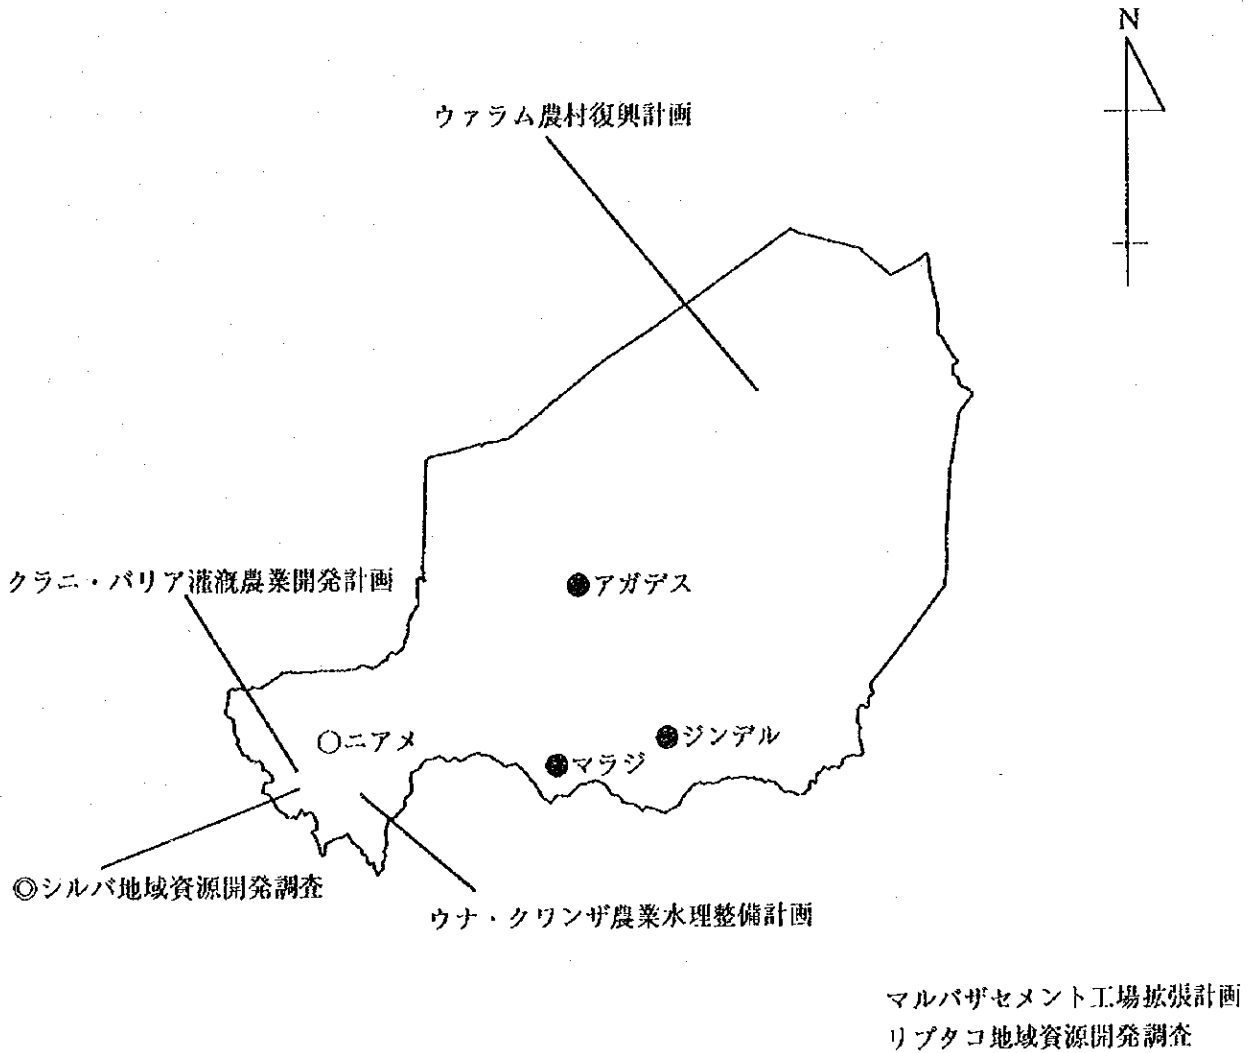 N
ウァラム農村復興計画
クラニ・バリア灌漑農業開発計画
アガデス
ニアメ
マラジ
ジンデル
◎シルバ地域資源開発調査
ウナ・クワンザ農業水理整備計画
マルバザセメント工場拡張計画
リプタコ地域資源開発調査